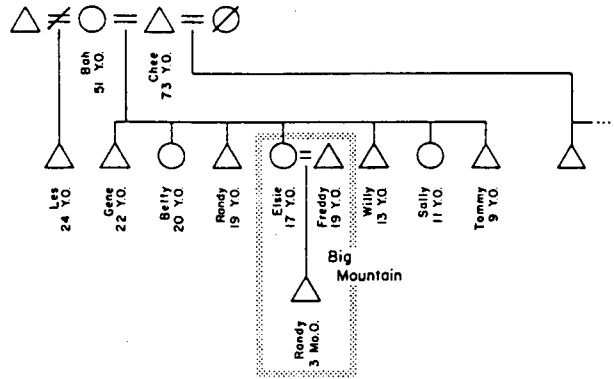 Bah
51 Y.O.
Chee
73 Y.O.
Les
24 Y.O.
Gene
22 Y.O.
Betty
20 Y.O.
Randy
19 Y.O.
Elsie
17 Y.O.
Freddy
19 Y.O.
Willy
13 Y.O.
Sally
11 Y.O.
Tommy
9 Y.O.
Big
Mountain
Randy
3 Mo.O.